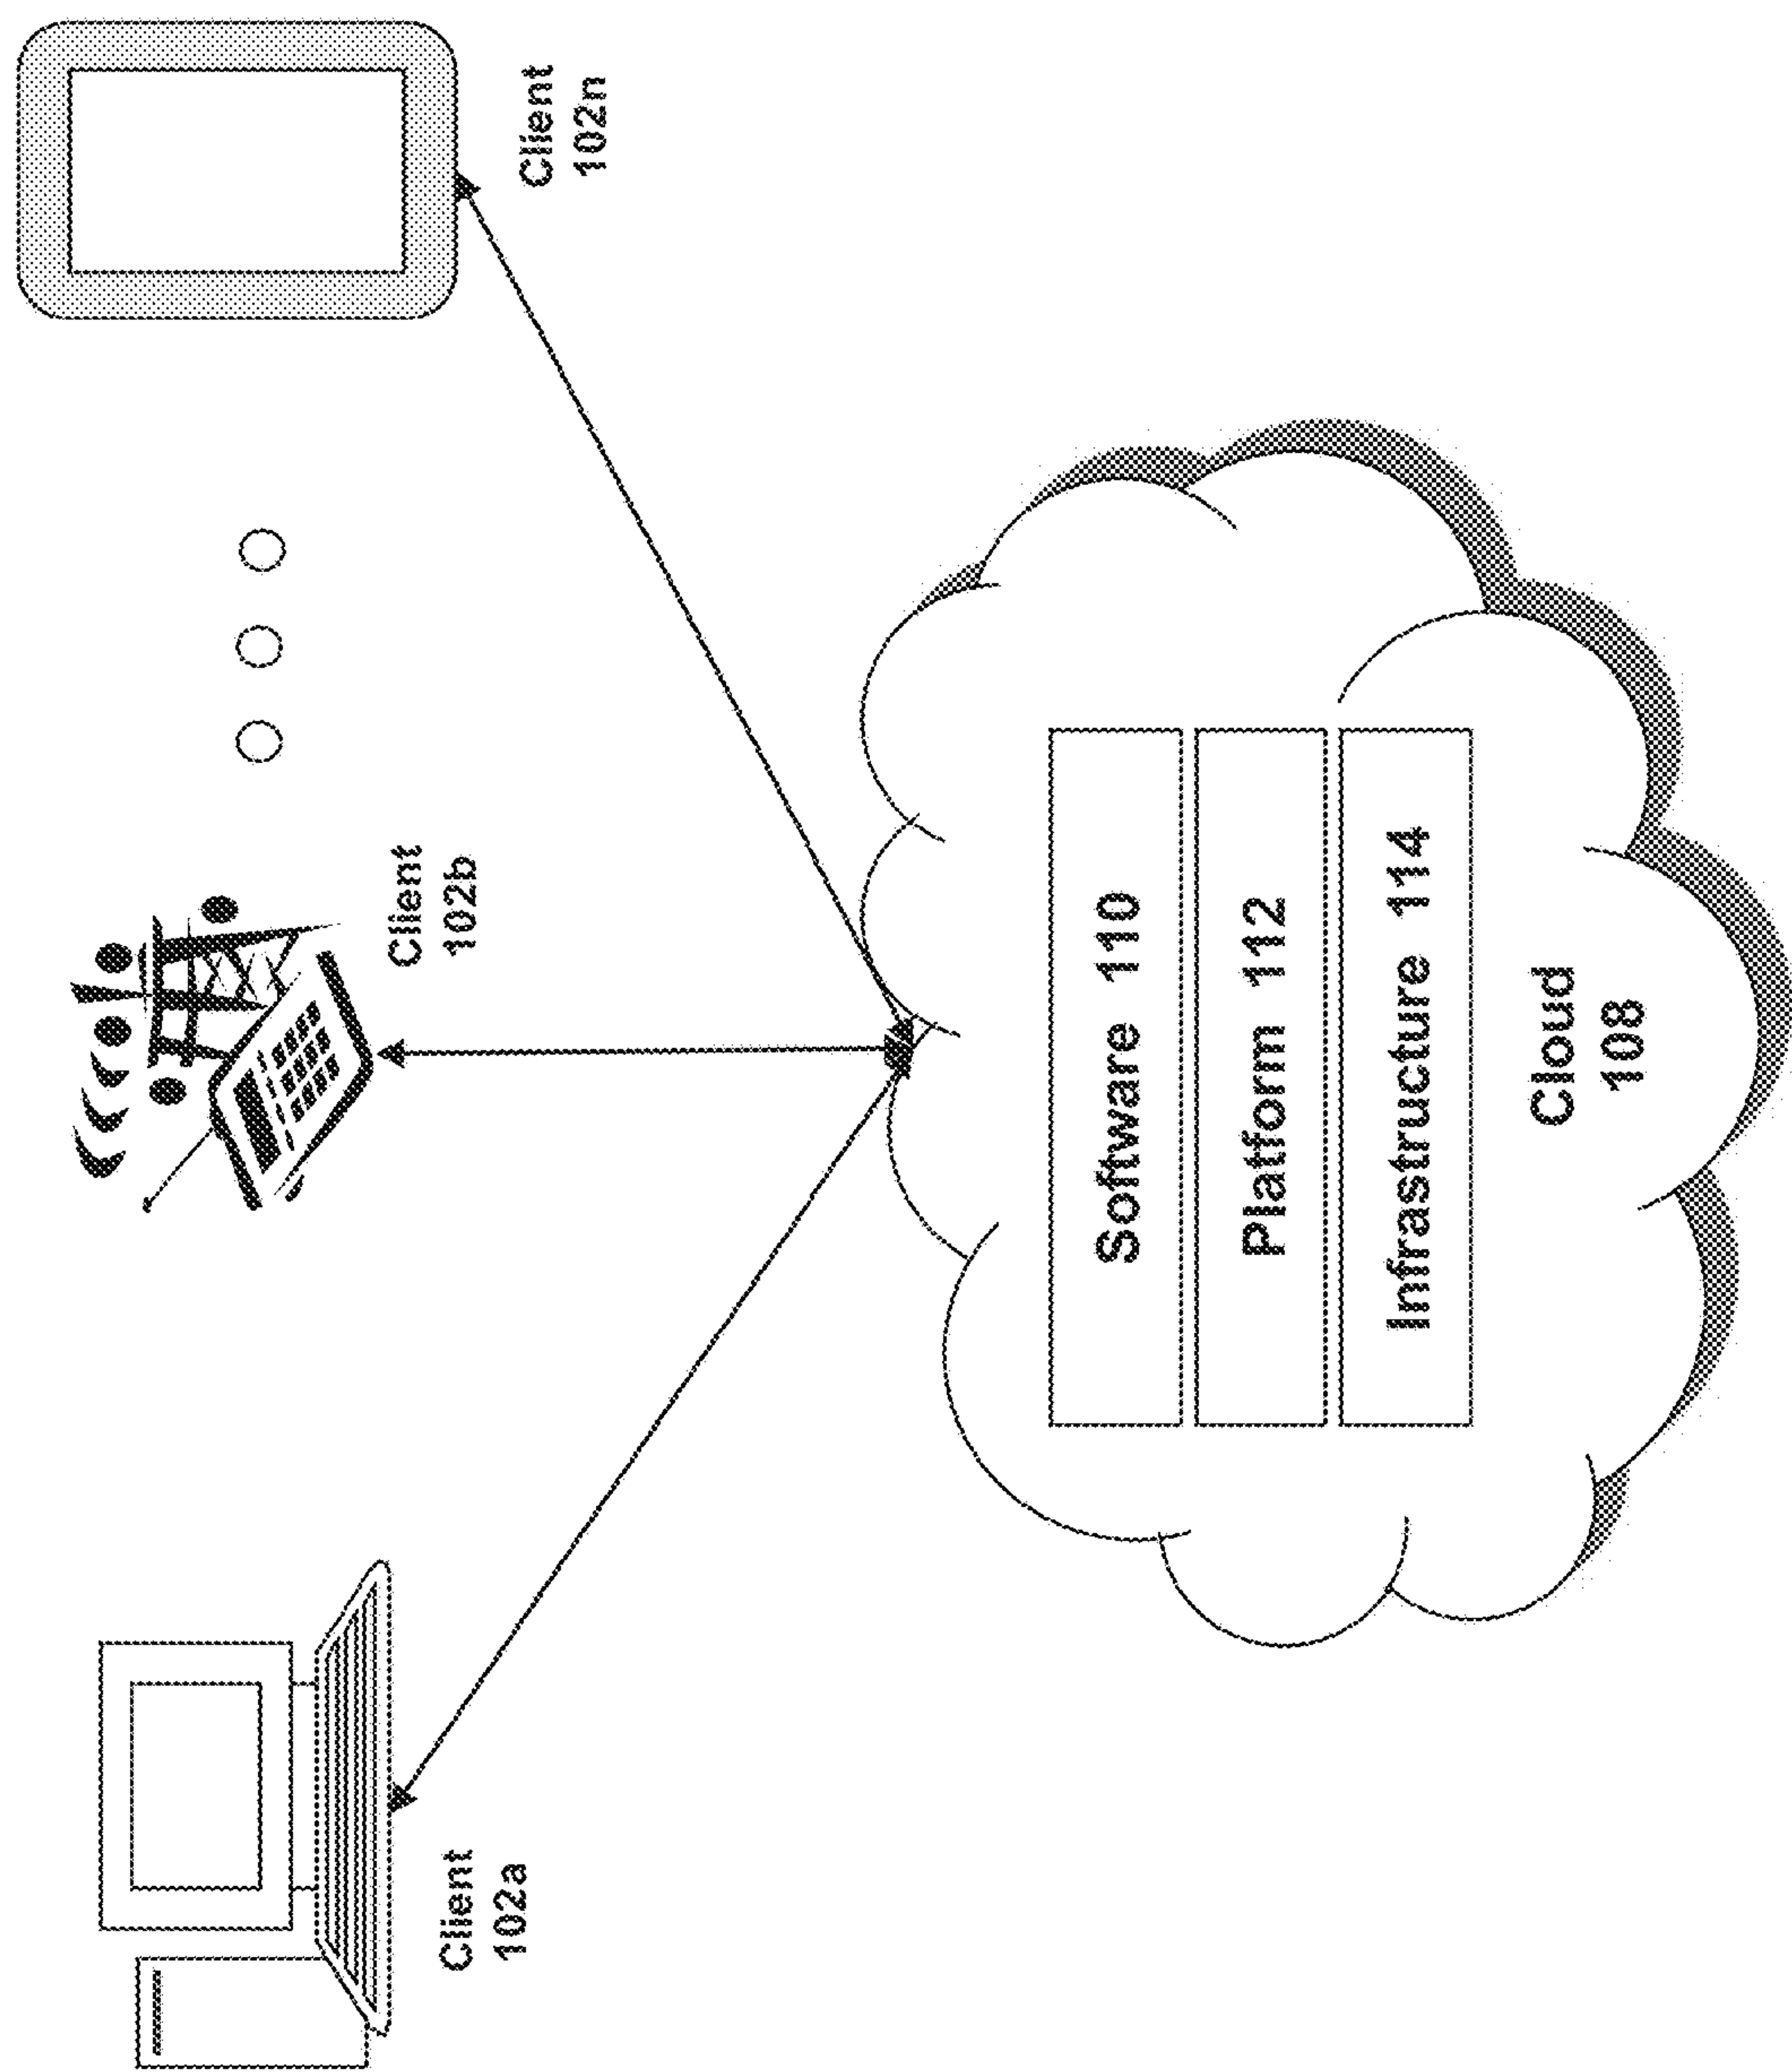 Client
102a
Client
102b
Client
102n
Software 110
Platform 112
Infrastructure 114
Cloud
108